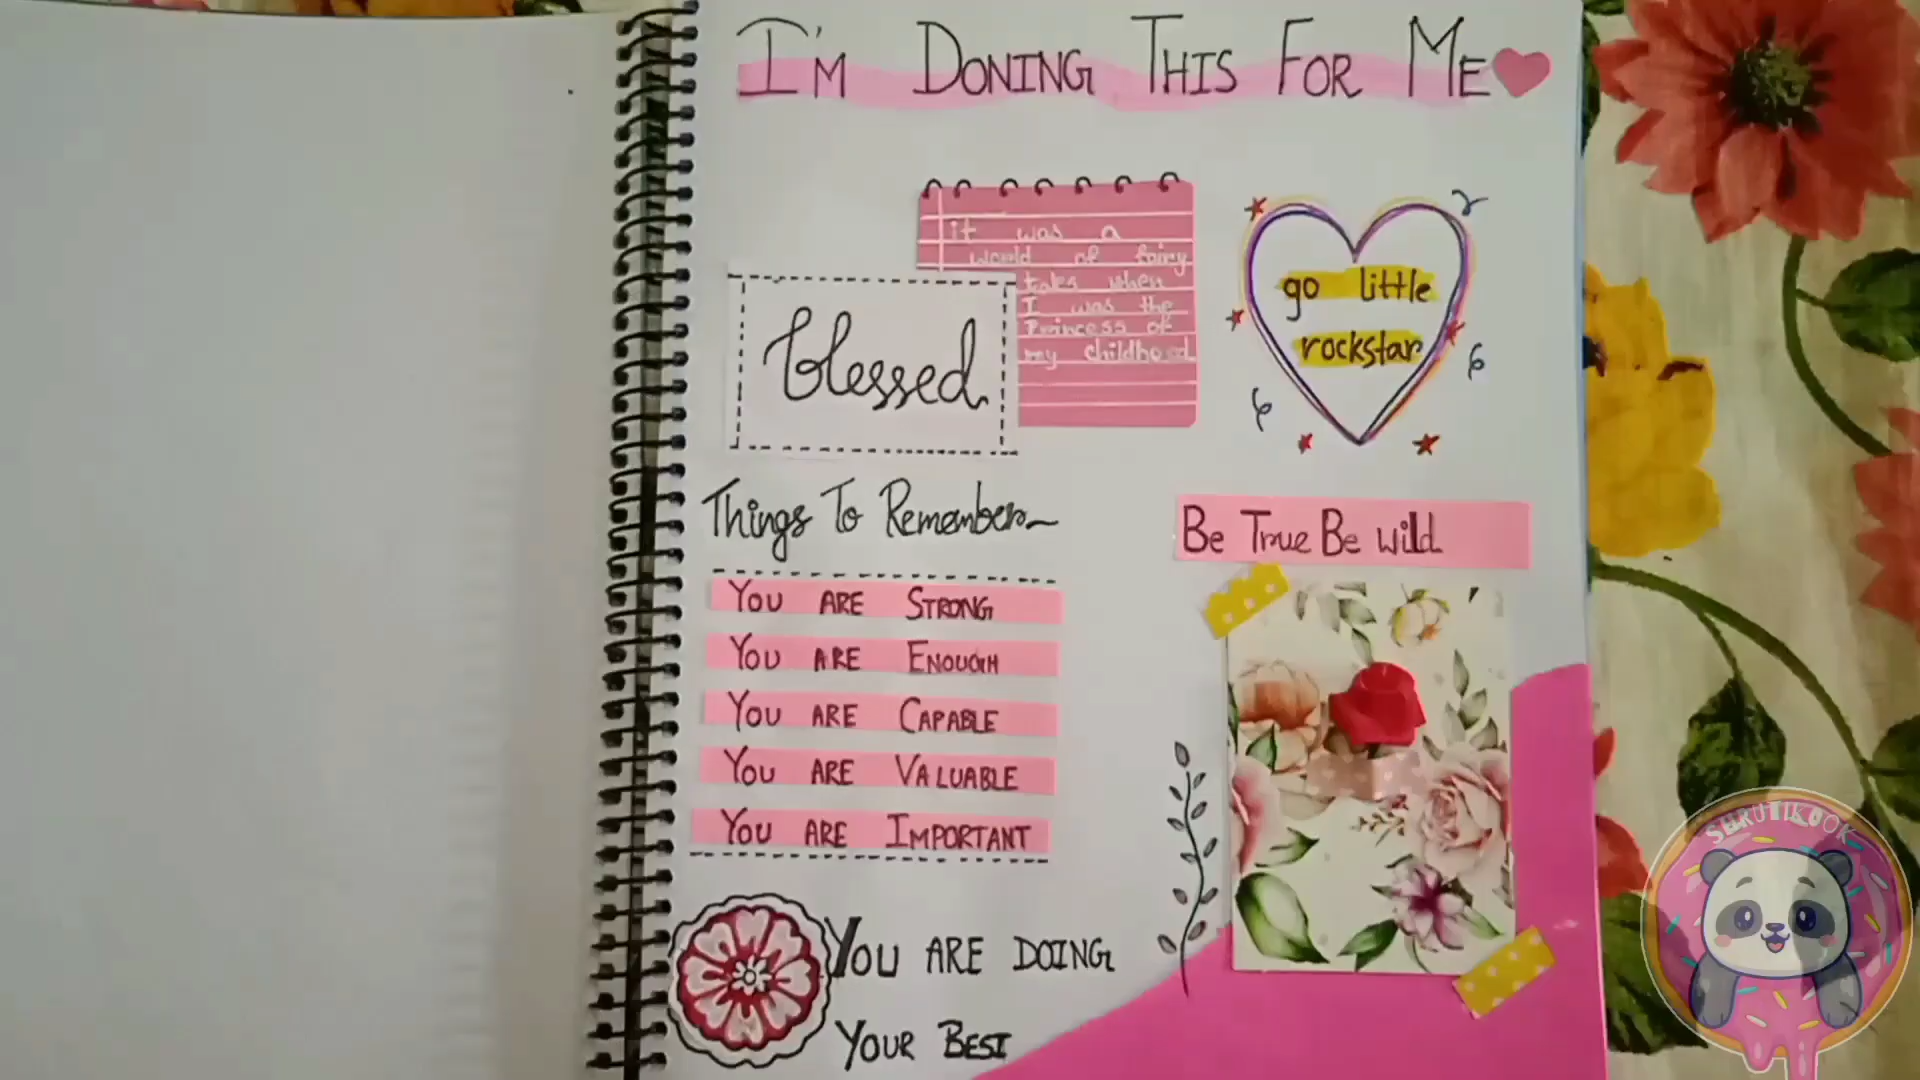 I'M DONING THIS FOR ME
it was a
world of fairy
tales when
I was the
Princess of
my childhood
blessed
go little
rockstar
Things To Remember
Be True Be wild
YOU ARE STRONG
YOU ARE ENOUGH
YOU ARE CAPABLE
YOU ARE VALUABLE
YOU ARE IMPORTANT
YOU ARE DOING
YOUR BEST
SHRUTIKOOK